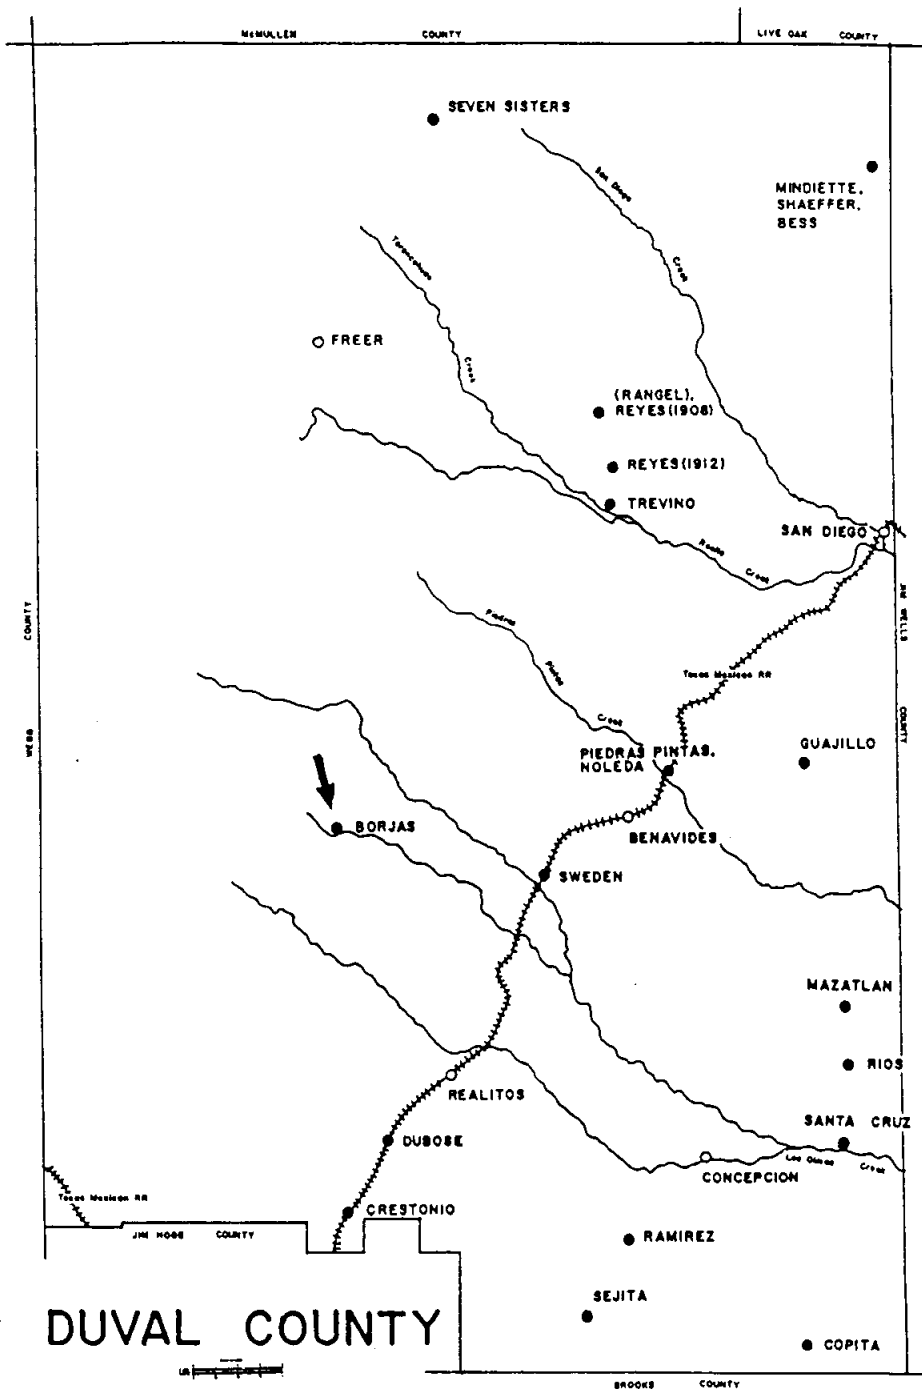 McMULLEN COUNTY
LIVE OAK COUNTY
SEVEN SISTERS
San Diego
Creek
MINDIETTE,
SHAEFFER,
BESS
Creek
FREER
(RANGEL),
REYES(1908)
REYES(1912)
TREVINO
SAN DIEGO
Creek
Piedras
Pintas
Creek
COUNTY
WEBB
JIM WELLS
COUNTY
Texas Mexican RR
GUAJILLO
PIEDRAS PINTAS,
NOLEDA
BORJAS
BENAVIDES
SWEDEN
MAZATLAN
RIOS
REALITOS
SANTA CRUZ
DUBOSE
Los Olmos Creek
CONCEPCION
Texas Mexican RR
CRESTONIO
JIM HOGG COUNTY
RAMIREZ
SEJITA
DUVAL COUNTY
COPITA
BROOKS COUNTY